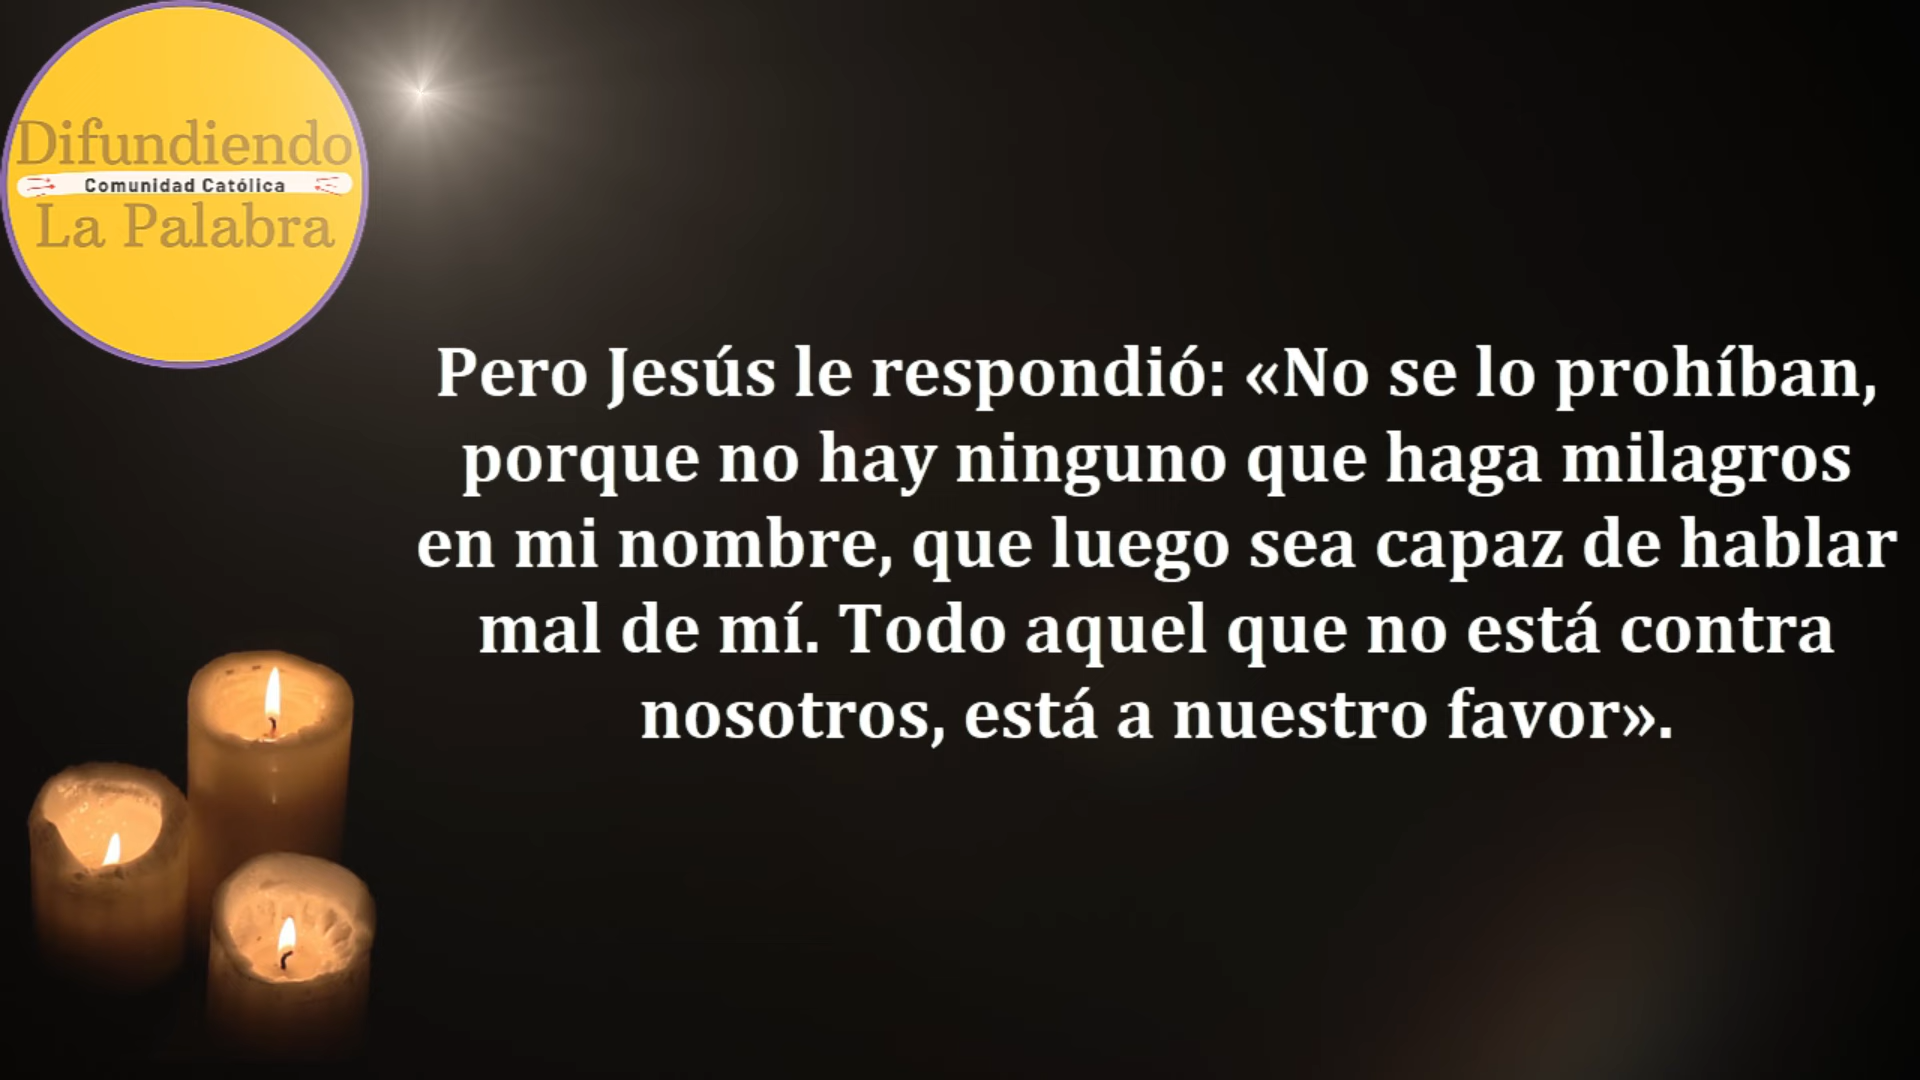 Difundiendo
Comunidad Católica
La Palabra
Pero Jesús le respondió: «No se lo prohíban,
porque no hay ninguno que haga milagros
en mi nombre, que luego sea capaz de hablar
mal de mí. Todo aquel que no está contra
nosotros, está a nuestro favor».